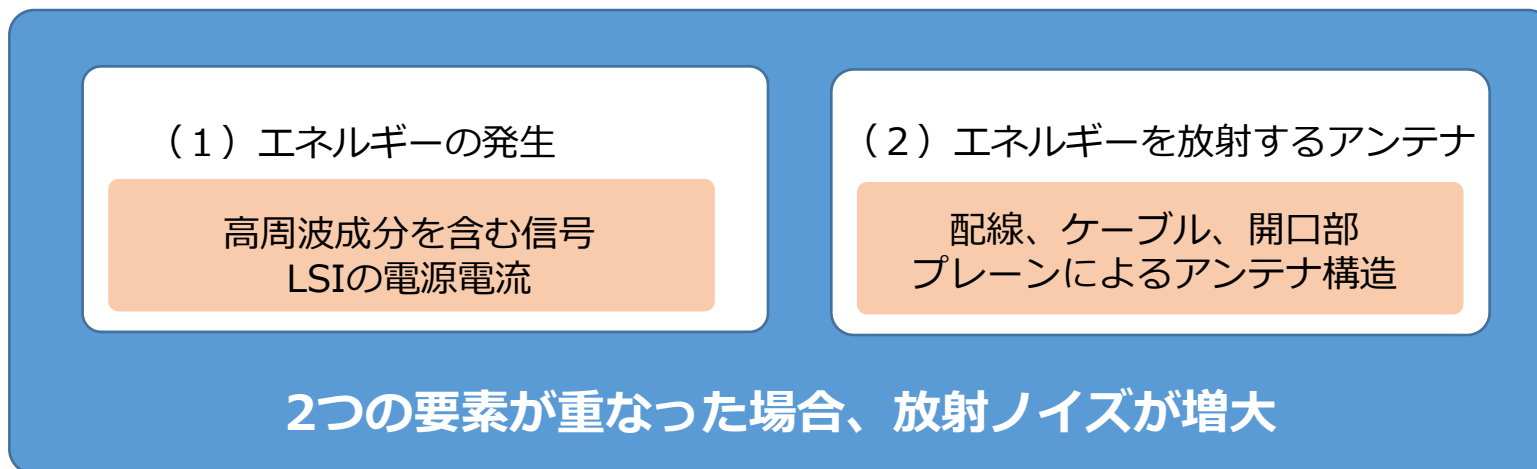 （１）エネルギーの発生
高周波成分を含む信号
LSIの電源電流
（２）エネルギーを放射するアンテナ
配線、ケーブル、開口部
プレーンによるアンテナ構造
2つの要素が重なった場合、放射ノイズが増大